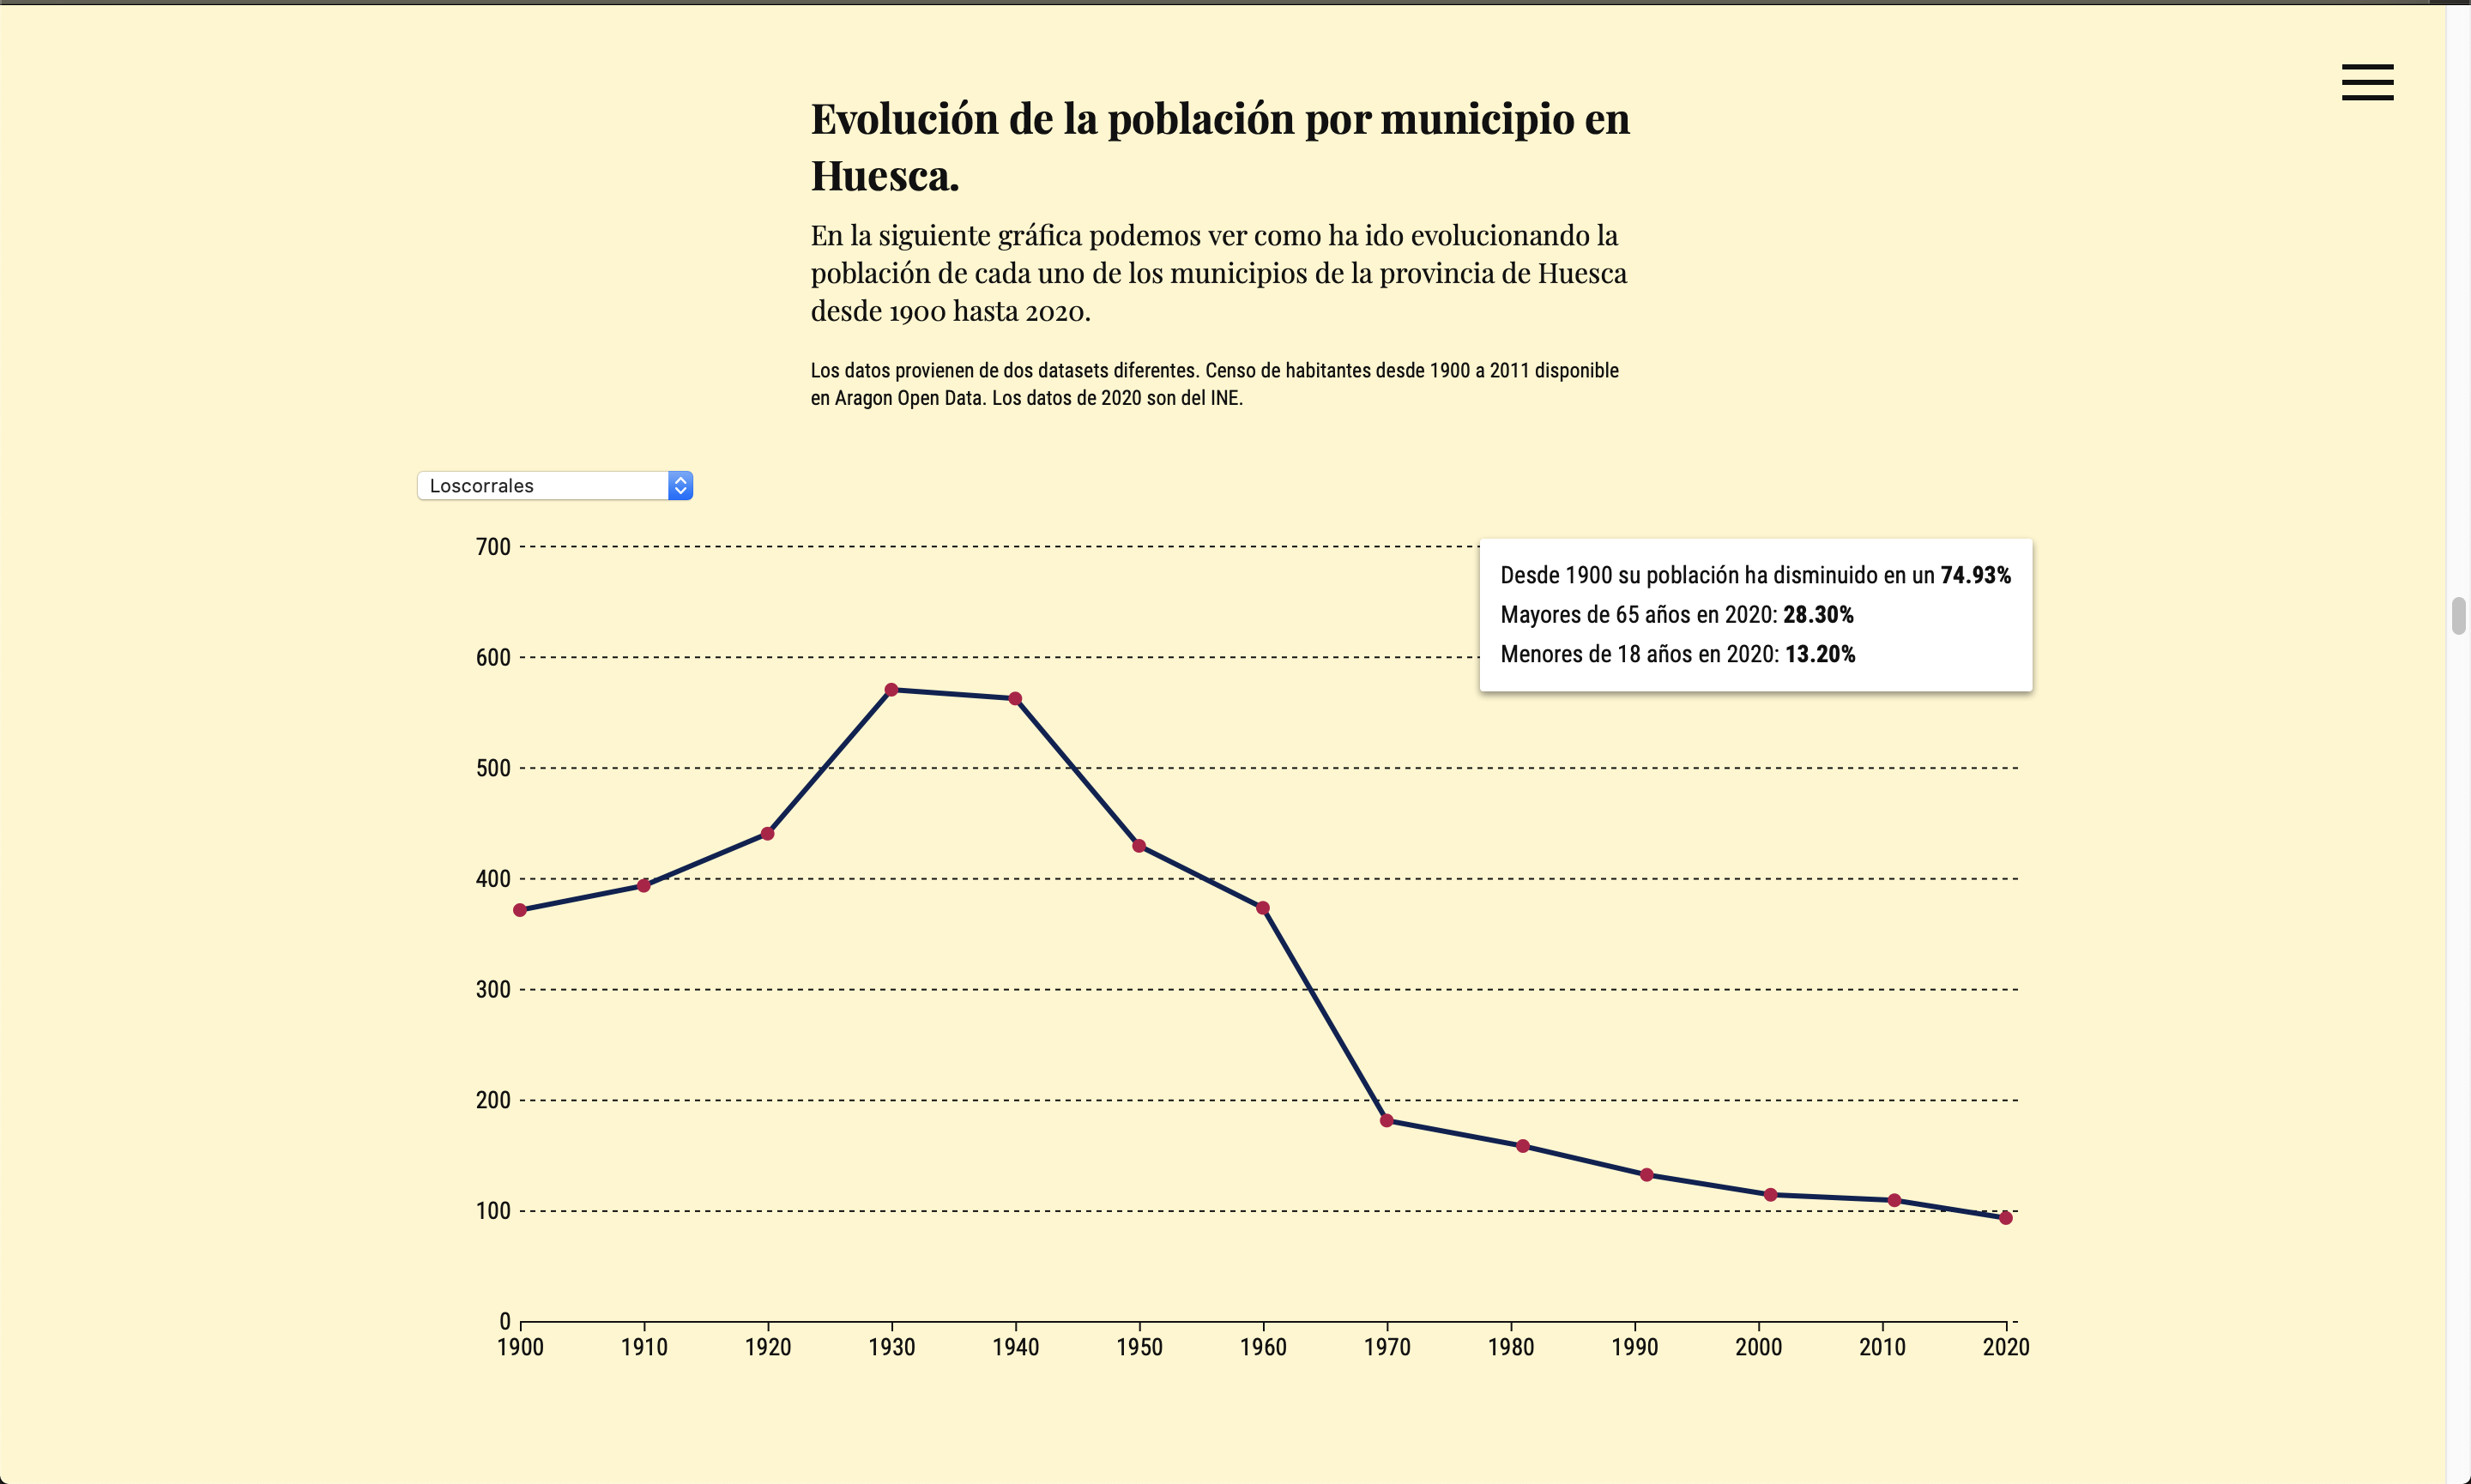 Evolución de la población por municipio en
Huesca.
En la siguiente gráfica podemos ver como ha ido evolucionando la
población de cada uno de los municipios de la provincia de Huesca
desde 1900 hasta 2020.
Los datos provienen de dos datasets diferentes. Censo de habitantes desde 1900 a 2011 disponible
en Aragon Open Data. Los datos de 2020 son del INE.
Loscorrales
Desde 1900 su población ha disminuido en un 74.93%
Mayores de 65 años en 2020: 28.30%
Menores de 18 años en 2020: 13.20%
700
600
500
400
300
200
100
0
1900 1910 1920 1930 1940 1950 1960 1970 1980 1990 2000 2010 2020